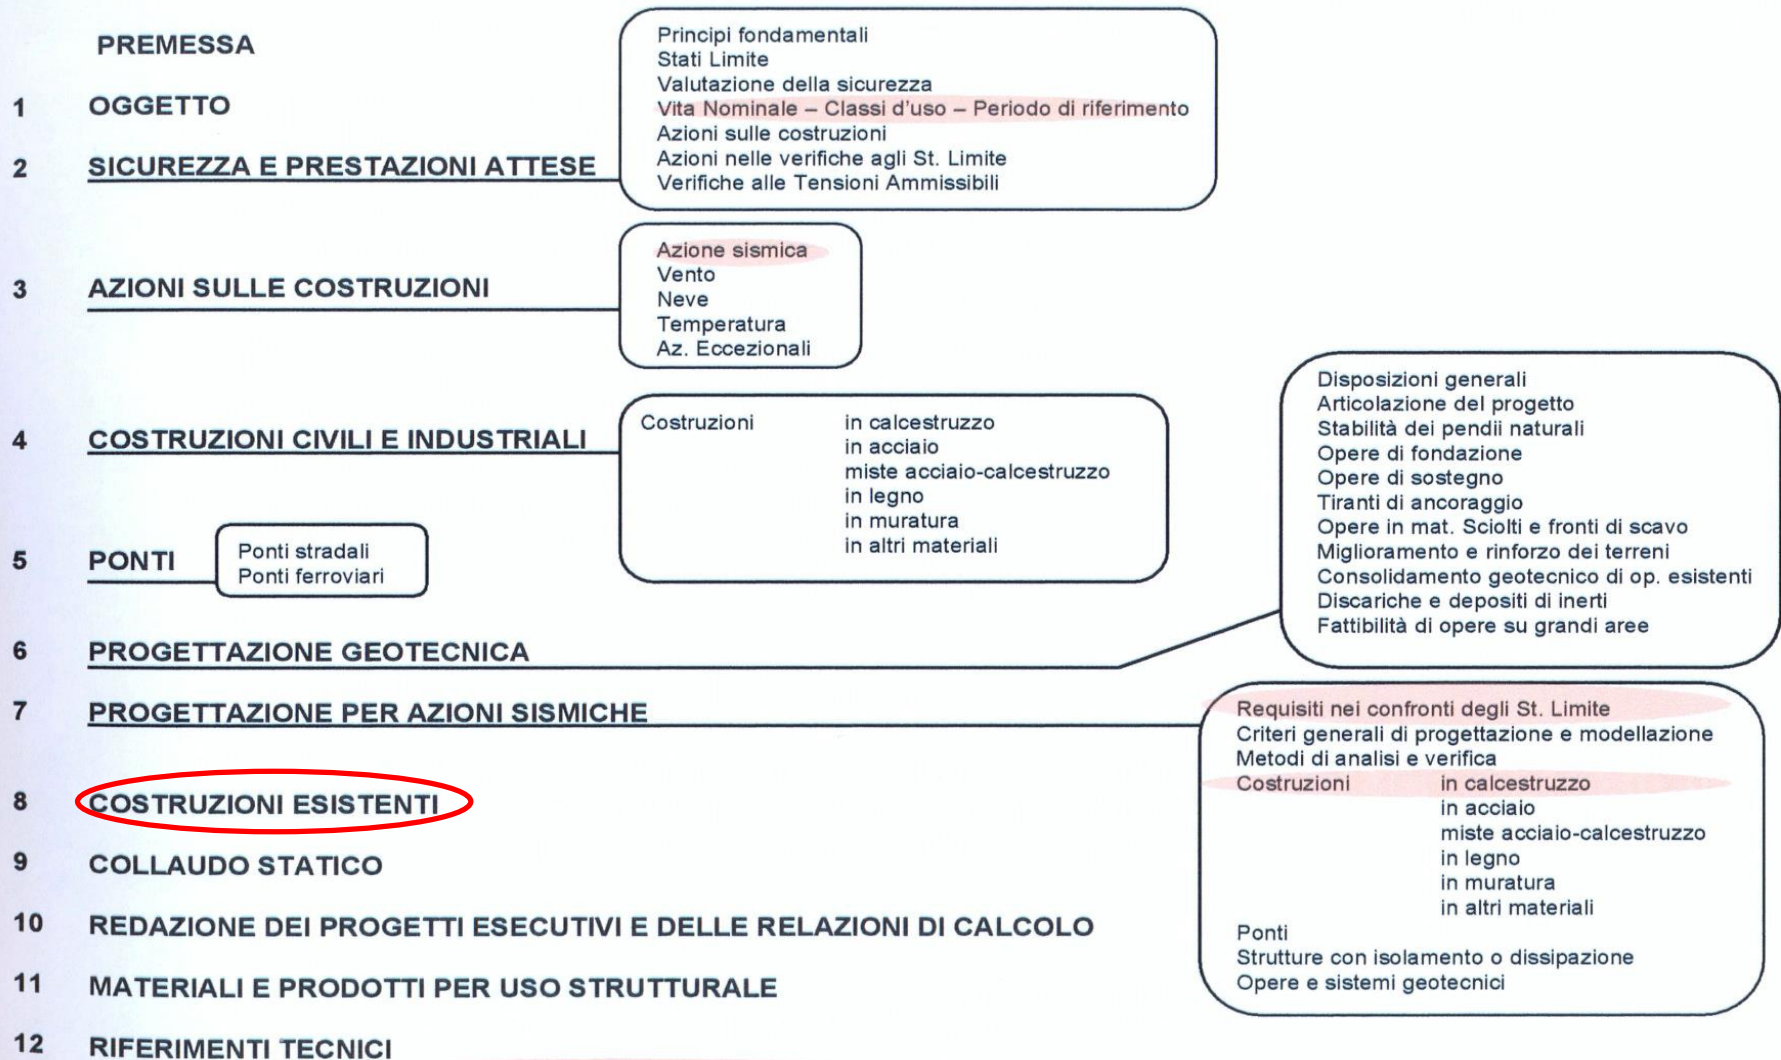 PREMESSA
1 OGGETTO
2 SICUREZZA E PRESTAZIONI ATTESE
Principi fondamentali
Stati Limite
Valutazione della sicurezza
Vita Nominale – Classi d'uso – Periodo di riferimento
Azioni sulle costruzioni
Azioni nelle verifiche agli St. Limite
Verifiche alle Tensioni Ammissibili
3 AZIONI SULLE COSTRUZIONI
Azione sismica
Vento
Neve
Temperatura
Az. Eccezionali
4 COSTRUZIONI CIVILI E INDUSTRIALI
Costruzioni in calcestruzzo
in acciaio
miste acciaio-calcestruzzo
in legno
in muratura
in altri materiali
5 PONTI
Ponti stradali
Ponti ferroviari
6 PROGETTAZIONE GEOTECNICA
Disposizioni generali
Articolazione del progetto
Stabilità dei pendii naturali
Opere di fondazione
Opere di sostegno
Tiranti di ancoraggio
Opere in mat. Sciolti e fronti di scavo
Miglioramento e rinforzo dei terreni
Consolidamento geotecnico di op. esistenti
Discariche e depositi di inerti
Fattibilità di opere su grandi aree
7 PROGETTAZIONE PER AZIONI SISMICHE
Requisiti nei confronti degli St. Limite
Criteri generali di progettazione e modellazione
Metodi di analisi e verifica
Costruzioni in calcestruzzo
in acciaio
miste acciaio-calcestruzzo
in legno
in muratura
in altri materiali
Ponti
Strutture con isolamento o dissipazione
Opere e sistemi geotecnici
8 COSTRUZIONI ESISTENTI
9 COLLAUDO STATICO
10 REDAZIONE DEI PROGETTI ESECUTIVI E DELLE RELAZIONI DI CALCOLO
11 MATERIALI E PRODOTTI PER USO STRUTTURALE
12 RIFERIMENTI TECNICI